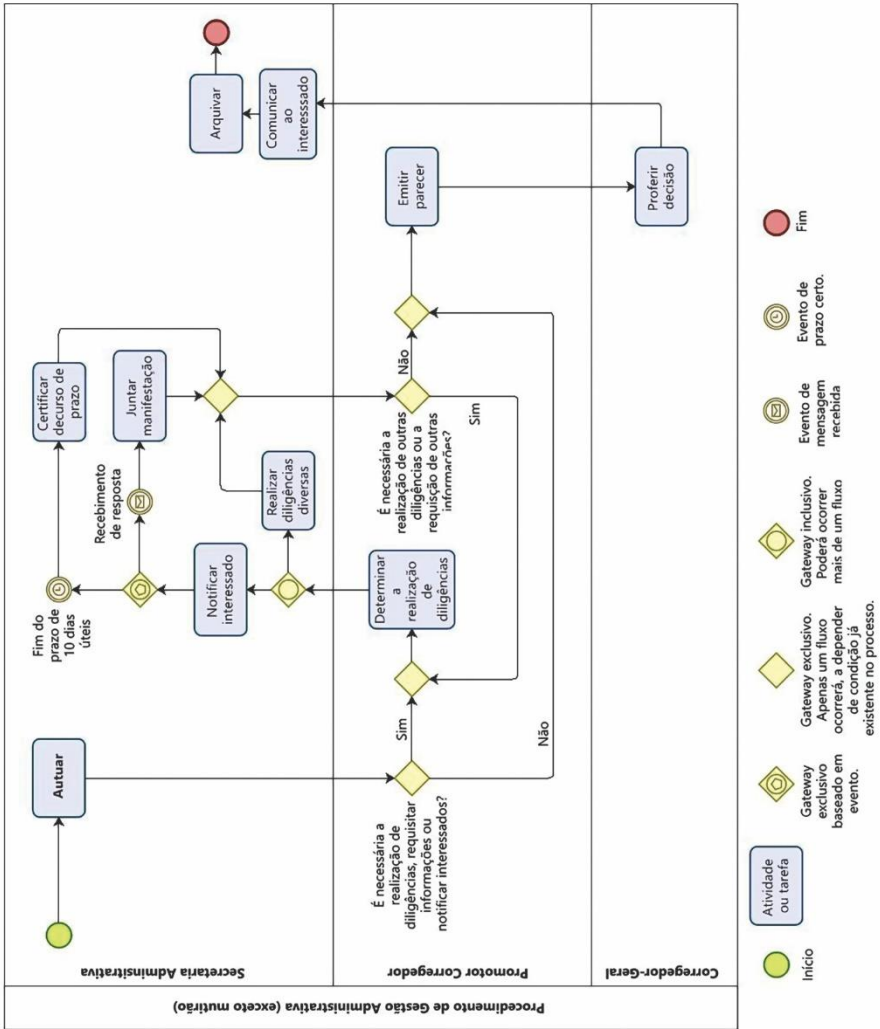 Procedimento de Gestão Administrativa (exceto mutirão)
Secretaria Adminsitrativa
Autuar
Fim do
prazo de
10 dias
úteis
Certificar
decurso de
prazo
Recebimento
de resposta
Juntar
manifestação
Notificar
interessado
Realizar
diligências
diversas
Arquivar
Comunicar
ao
interesssado
Promotor Corregedor
É necessária a
realização de
diligências, requisitar
informações ou
notificar interessados?
Sim
Não
Determinar
a
realização
de
diligências
É necessária a
realização de outras
diligências ou a
requisção de outras
informações?
Não
Sim
Emitir
parecer
Corregedor-Geral
Proferir
decisão
Início
Atividade
ou tarefa
Gateway
exclusivo
baseado em
evento.
Gateway exclusivo.
Apenas um fluxo
ocorrerá, a depender
de condição já
existente no processo.
Gateway inclusivo.
Poderá ocorrer
mais de um fluxo
Evento de
mensagem
recebida
Evento de
prazo certo.
Fim